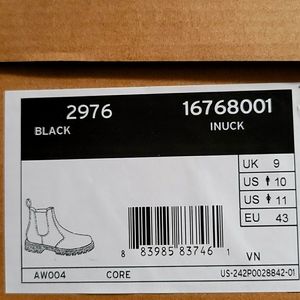 2976 16768001
BLACK INUCK
UK 9
US 10
US 11
EU 43
8 83985 83746 1
VN
AW004 CORE US-242P0028B42-01